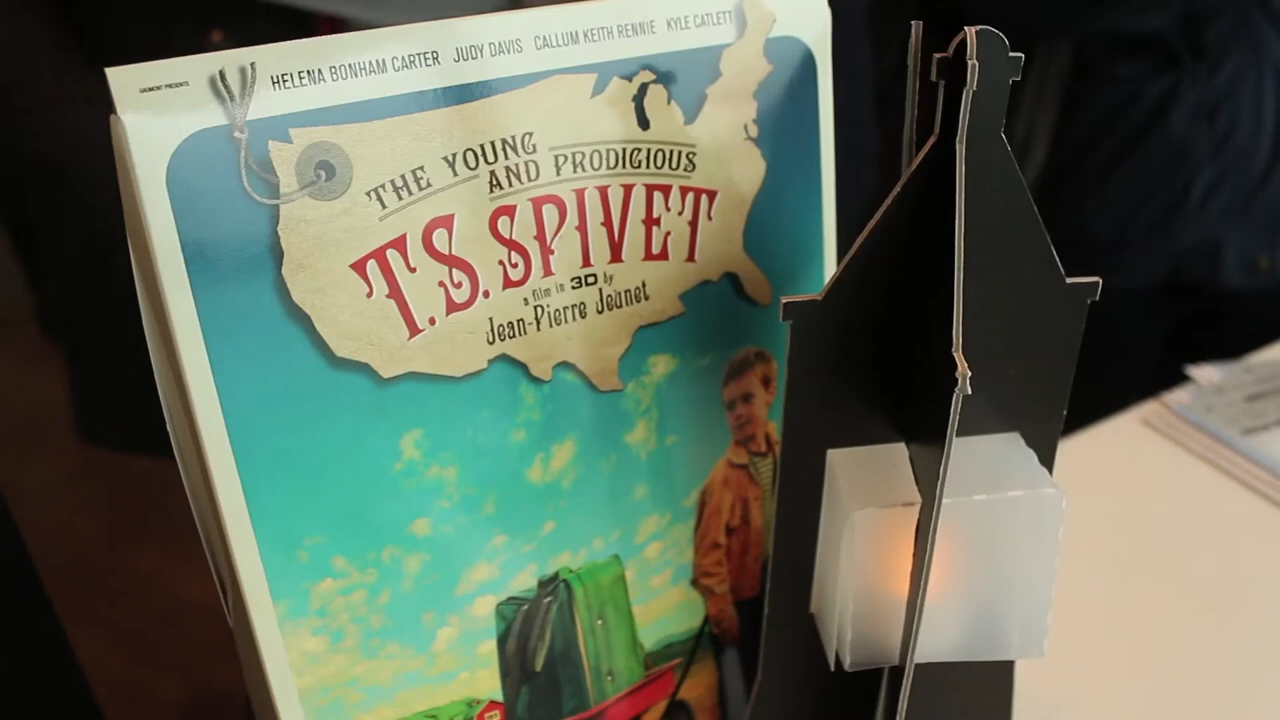 GAUMONT PRESENTS
HELENA BONHAM CARTER JUDY DAVIS CALLUM KEITH RENNIE KYLE CATLETT
THE YOUNG
AND PRODIGIOUS
T.S. SPIVET
a film in 3D by
Jean-Pierre Jeunet